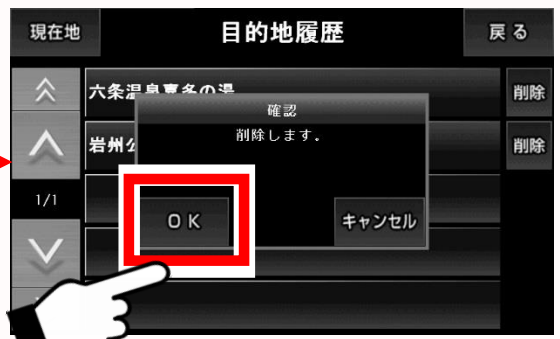 現在地
目的地履歴
戻る
六条温泉喜多の湯
削除
確認
削除します。
岩州公
削除
1/1
OK
キャンセル